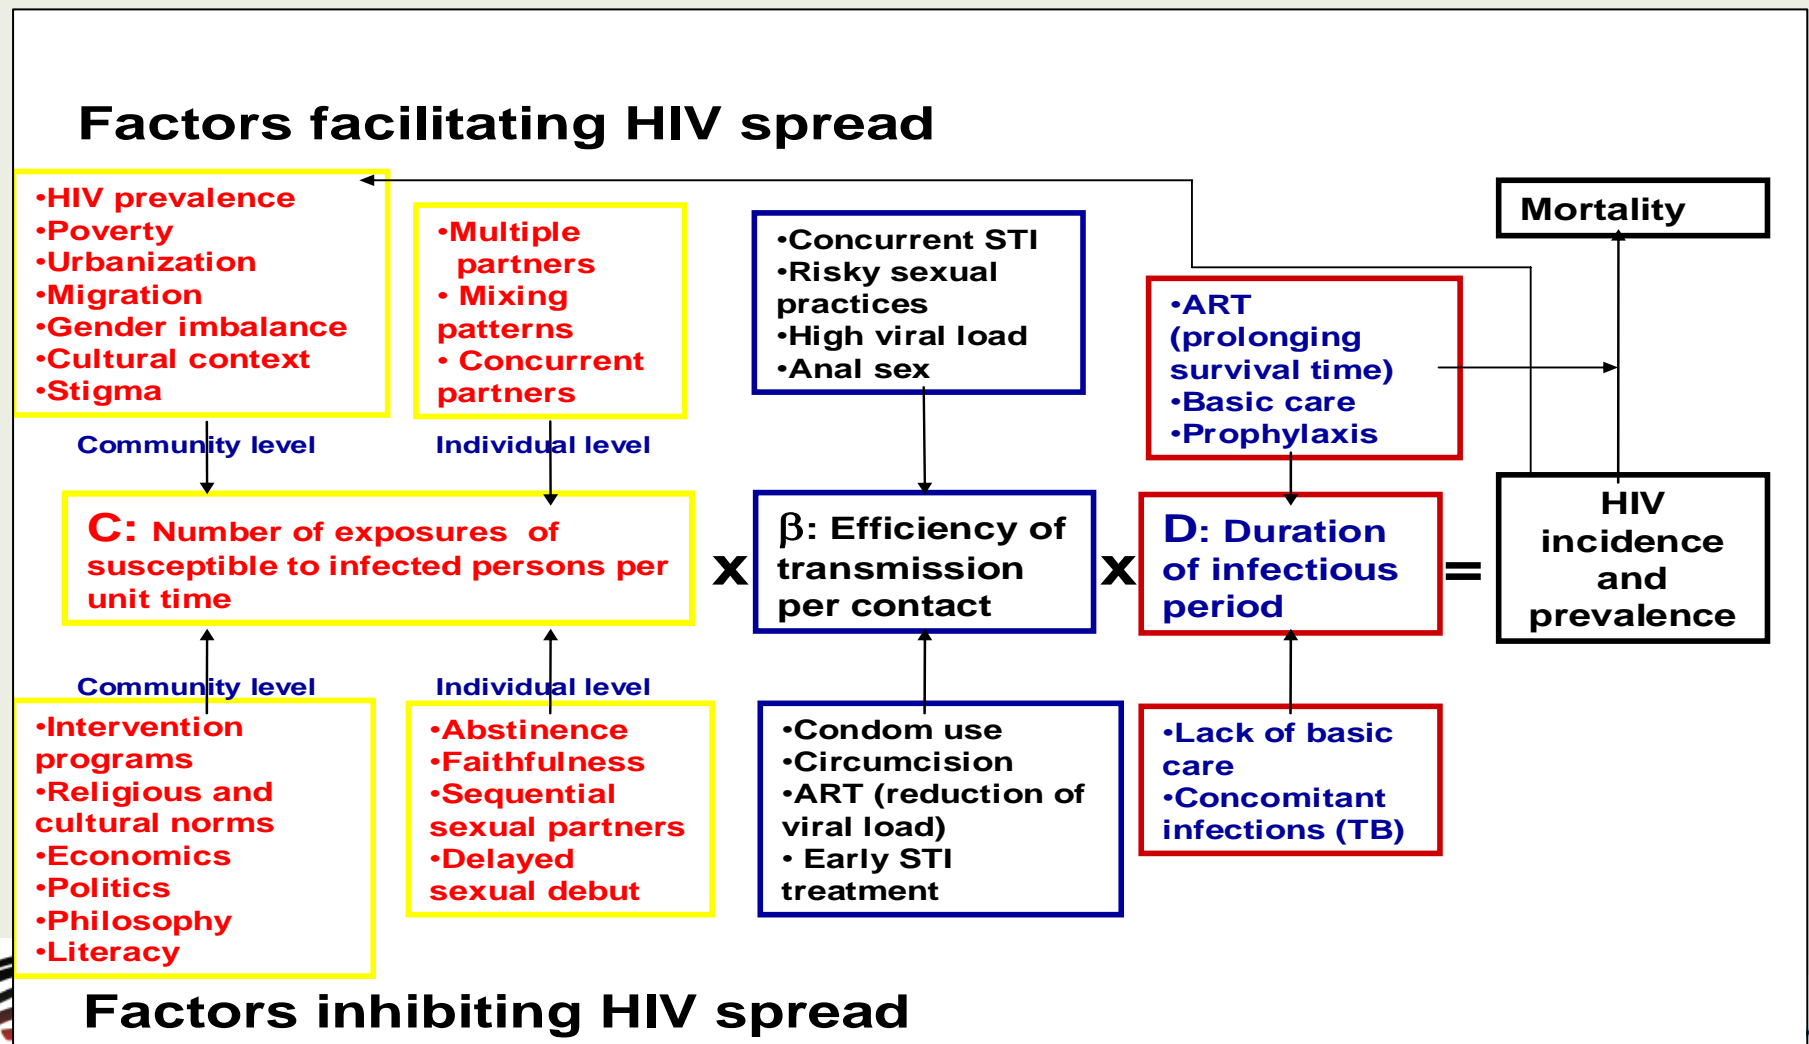 Factors facilitating HIV spread
•HIV prevalence
•Poverty
•Urbanization
•Migration
•Gender imbalance
•Cultural context
•Stigma
•Multiple
partners
• Mixing
patterns
• Concurrent
partners
•Concurrent STI
•Risky sexual
practices
•High viral load
•Anal sex
•ART
(prolonging
survival time)
•Basic care
•Prophylaxis
Mortality
Community level
Individual level
C: Number of exposures of
susceptible to infected persons per
unit time
x
β: Efficiency of
transmission
per contact
x
D: Duration
of infectious
period
=
HIV
incidence
and
prevalence
Community level
Individual level
•Intervention
programs
•Religious and
cultural norms
•Economics
•Politics
•Philosophy
•Literacy
•Abstinence
•Faithfulness
•Sequential
sexual partners
•Delayed
sexual debut
•Condom use
•Circumcision
•ART (reduction of
viral load)
• Early STI
treatment
•Lack of basic
care
•Concomitant
infections (TB)
Factors inhibiting HIV spread